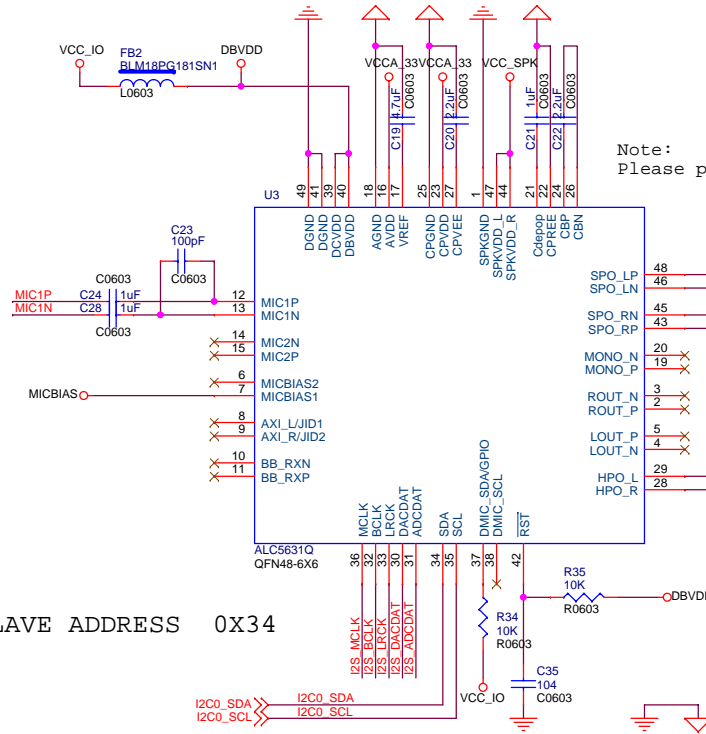 VCC_IO
FB2
BLM18PG181SN1
L0603
DBVDD
VCCA_33
VCCA_33
VCC_SPK
C19 4.7uF C0603
C20 2.2uF C0603
C21 1uF C0603
C22 2.2uF C0603
Note:
Please p
U3
49 41 39 40 18 16 17 25 23 27 1 47 44 21 22 24 26
DGND DGND DCVDD DBVDD AGND AVDD VREF CPGND CPVDD CPVEE SPKGND SPKVDD_L SPKVDD_R Cdepop CPREE CBP CBN
C23
100pF
C0603
C0603
MIC1P C24 1uF 12 MIC1P
MIC1N C28 1uF 13 MIC1N
C0603
14 MIC2N
15 MIC2P
6 MICBIAS2
MICBIAS 7 MICBIAS1
8 AXI_L/JID1
9 AXI_R/JID2
10 BB_RXN
11 BB_RXP
SPO_LP 48
SPO_LN 46
SPO_RN 45
SPO_RP 43
MONO_N 20
MONO_P 19
ROUT_N 3
ROUT_P 2
LOUT_P 5
LOUT_N 4
HPO_L 29
HPO_R 28
MCLK BCLK LRCK DACDAT ADCDAT SDA SCL DMIC_SDA/GPIO DMIC_SCL RST
ALC5631Q
QFN48-6X6
36 32 33 30 31 34 35 37 38 42
I2S_MCLK I2S_BCLK I2S_LRCK I2S_DACDAT I2S_ADCDAT
R35
10K
R0603
DBVDD
R34
10K
R0603
VCC_IO
C35
104
C0603
LAVE ADDRESS 0X34
I2C0_SDA I2C0_SDA
I2C0_SCL I2C0_SCL